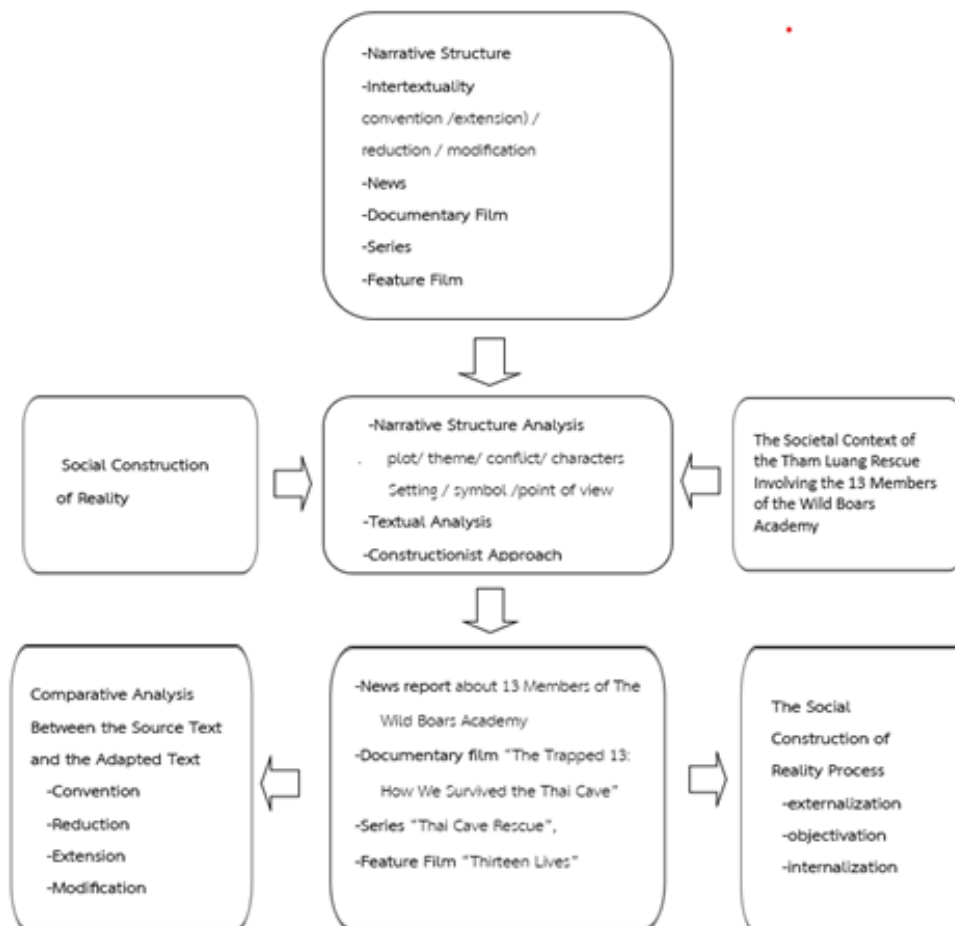 -Narrative Structure
-Intertextuality
convention /extension) /
reduction / modification
-News
-Documentary Film
-Series
-Feature Film
Social Construction
of Reality
-Narrative Structure Analysis
. plot/ theme/ conflict/ characters
Setting / symbol /point of view
-Textual Analysis
-Constructionist Approach
The Societal Context of
the Tham Luang Rescue
Involving the 13 Members
of the Wild Boars
Academy
Comparative Analysis
Between the Source Text
and the Adapted Text
-Convention
-Reduction
-Extension
-Modification
-News report about 13 Members of The
Wild Boars Academy
-Documentary film "The Trapped 13:
How We Survived the Thai Cave"
-Series "Thai Cave Rescue",
-Feature Film "Thirteen Lives"
The Social
Construction of
Reality Process
-externalization
-objectivation
-internalization